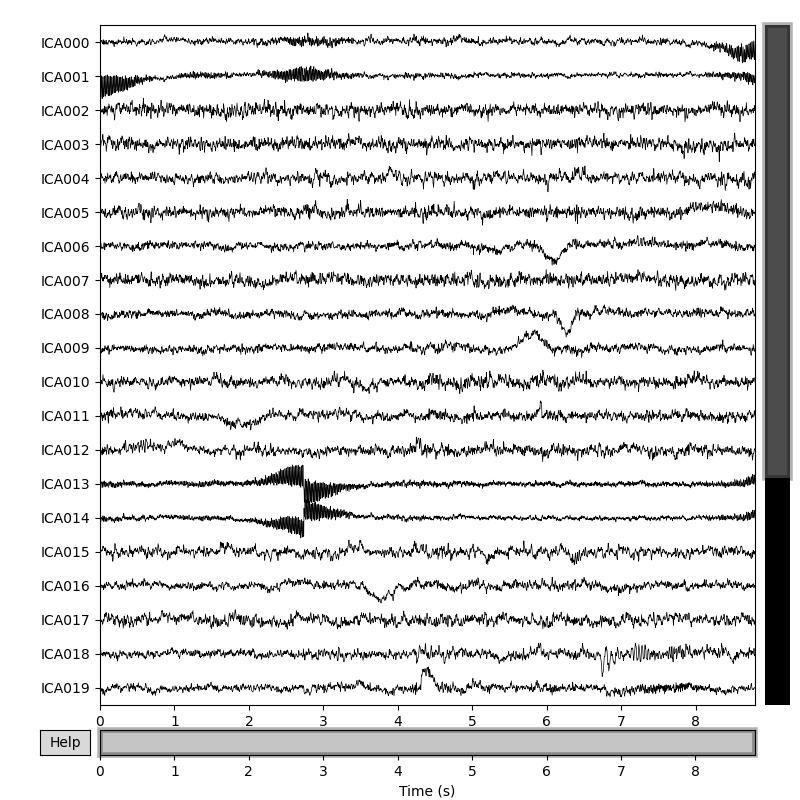 ICA000
ICA001
ICA002
ICA003
ICA004
ICA005
ICA006
ICA007
ICA008
ICA009
ICA010
ICA011
ICA012
ICA013
ICA014
ICA015
ICA016
ICA017
ICA018
ICA019
0 1 2 3 4 5 6 7 8
Help
0 1 2 3 4 5 6 7 8
Time (s)